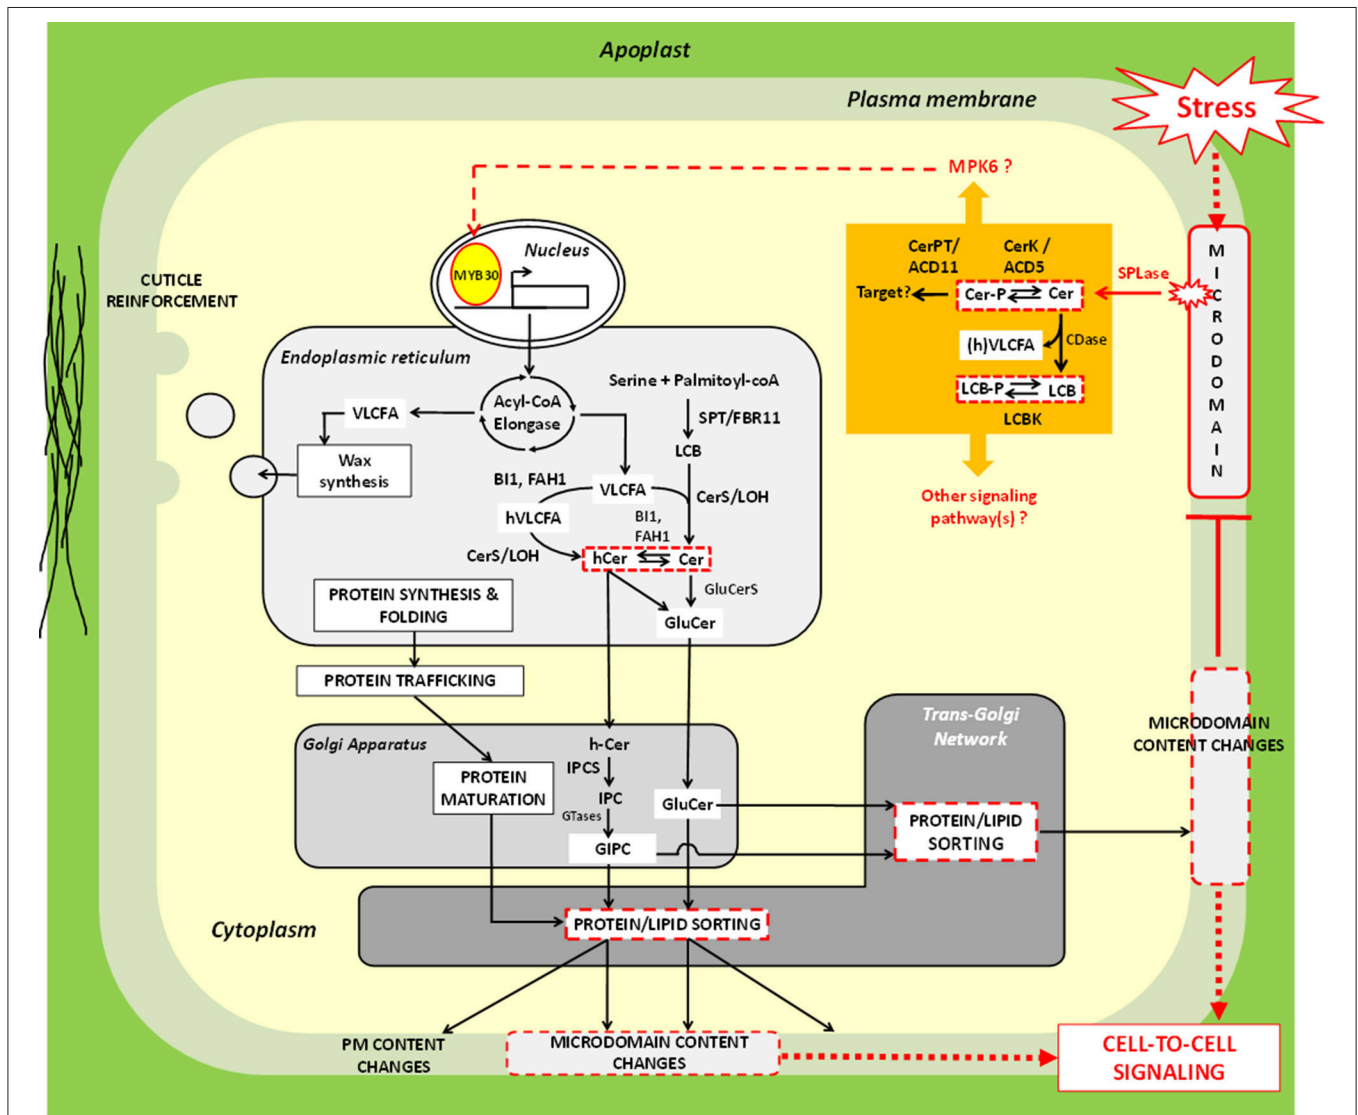 Apoplast
Plasma membrane
Stress
MPK6 ?
Nucleus
MYB30
CUTICLE
REINFORCEMENT
CerPT/
ACD11
CerK /
ACD5
SPLase
Target?
Cer-P
Cer
(h)VLCFA
CDase
LCB-P
LCB
LCBK
MICRODOMAIN
Other signaling
pathway(s) ?
Endoplasmic reticulum
Serine + Palmitoyl-coA
Acyl-CoA
Elongase
VLCFA
SPT/FBR11
LCB
Wax
synthesis
BI1, FAH1
VLCFA
CerS/LOH
hVLCFA
BI1,
FAH1
CerS/LOH
hCer
Cer
GluCerS
GluCer
PROTEIN SYNTHESIS &
FOLDING
PROTEIN TRAFFICKING
Golgi Apparatus
h-Cer
IPCS
IPC
GTases
GIPC
PROTEIN
MATURATION
GluCer
Trans-Golgi
Network
PROTEIN/LIPID
SORTING
MICRODOMAIN
CONTENT CHANGES
PROTEIN/LIPID SORTING
Cytoplasm
PM CONTENT
CHANGES
MICRODOMAIN CONTENT
CHANGES
CELL-TO-CELL
SIGNALING